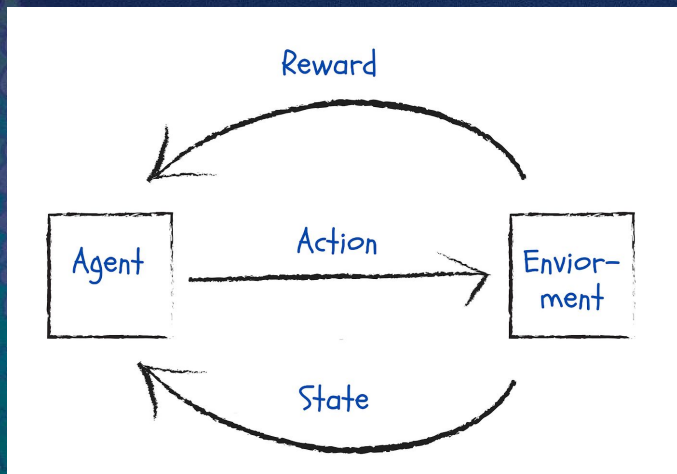 Reward
Action
Agent
Envior-
ment
State